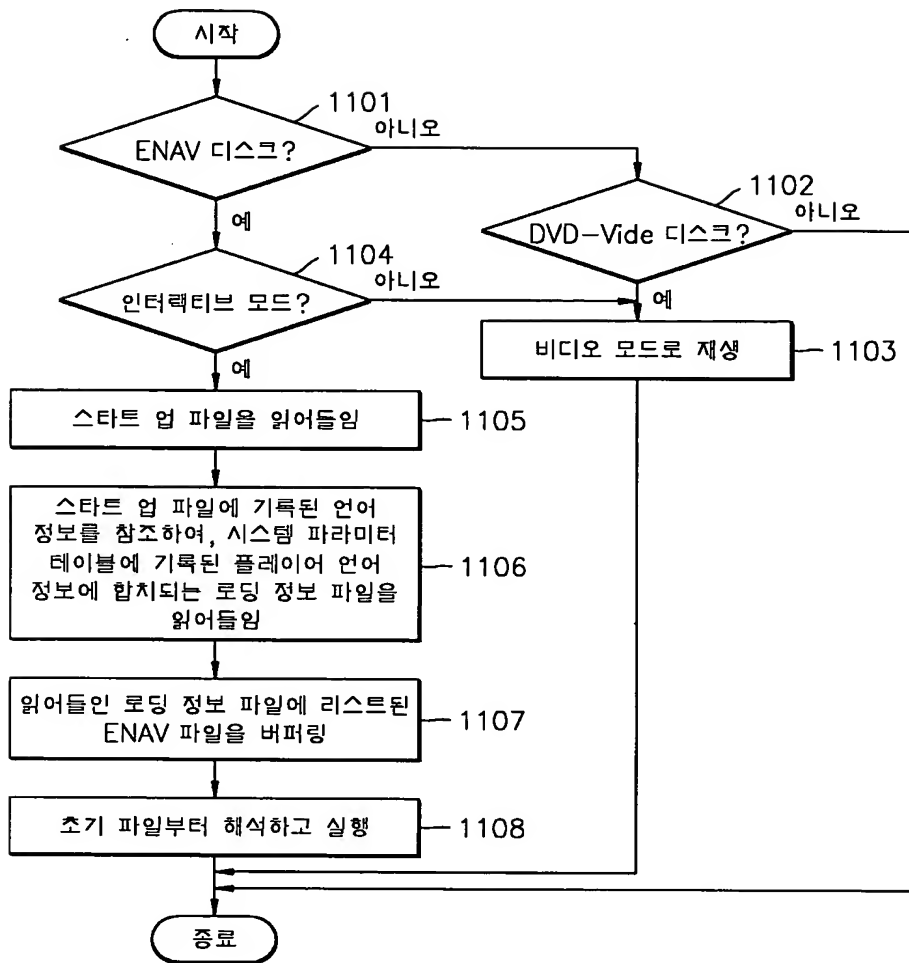 시작
1101
ENAV 디스크?
아니오
예
1102
DVD-Vide 디스크?
아니오
예
1104
인터랙티브 모드?
아니오
예
비디오 모드로 재생
1103
스타트 업 파일을 읽어들임
1105
스타트 업 파일에 기록된 언어
정보를 참조하여, 시스템 파라미터
테이블에 기록된 플레이어 언어
정보에 합치되는 로딩 정보 파일을
읽어들임
1106
읽어들인 로딩 정보 파일에 리스트된
ENAV 파일을 버퍼링
1107
초기 파일부터 해석하고 실행
1108
종료